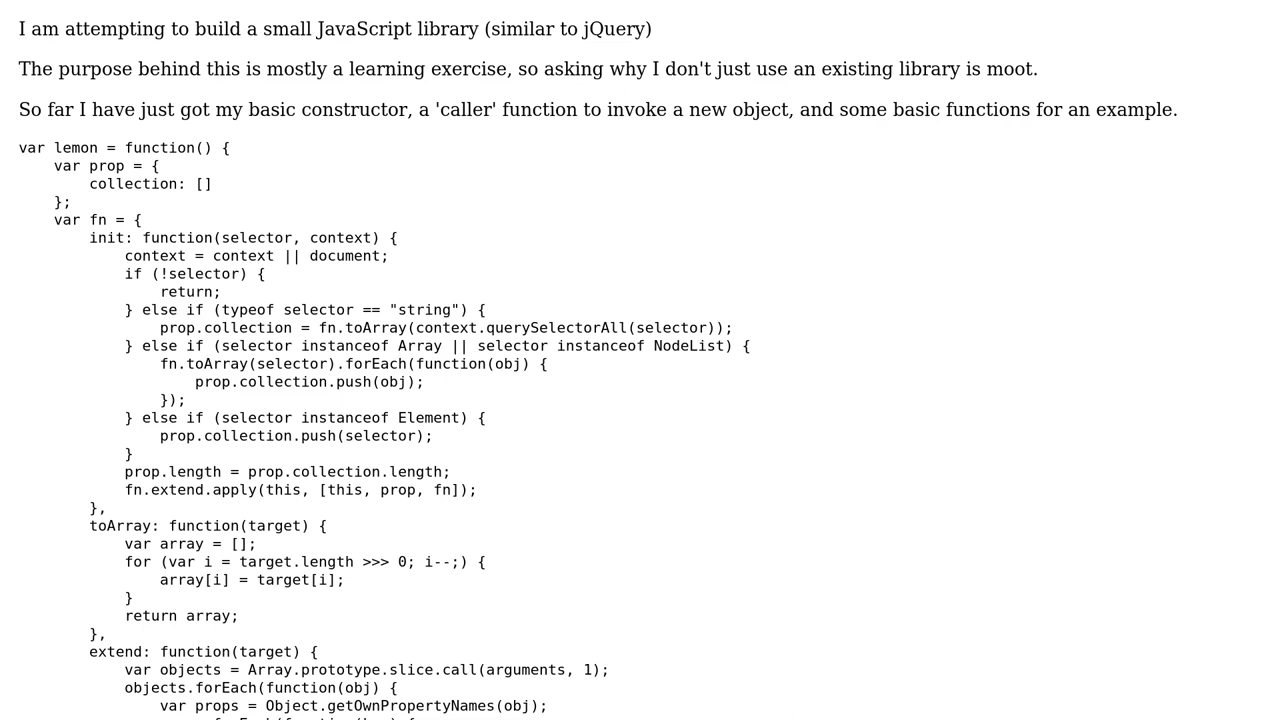 I am attempting to build a small JavaScript library (similar to jQuery)
The purpose behind this is mostly a learning exercise, so asking why I don't just use an existing library is moot.
So far I have just got my basic constructor, a 'caller' function to invoke a new object, and some basic functions for an example.
var lemon = function() {
    var prop = {
        collection: []
    };
    var fn = {
        init: function(selector, context) {
            context = context || document;
            if (!selector) {
                return;
            } else if (typeof selector == "string") {
                prop.collection = fn.toArray(context.querySelectorAll(selector));
            } else if (selector instanceof Array || selector instanceof NodeList) {
                fn.toArray(selector).forEach(function(obj) {
                    prop.collection.push(obj);
                });
            } else if (selector instanceof Element) {
                prop.collection.push(selector);
            }
            prop.length = prop.collection.length;
            fn.extend.apply(this, [this, prop, fn]);
        },
        toArray: function(target) {
            var array = [];
            for (var i = target.length >>> 0; i--;) {
                array[i] = target[i];
            }
            return array;
        },
        extend: function(target) {
            var objects = Array.prototype.slice.call(arguments, 1);
            objects.forEach(function(obj) {
                var props = Object.getOwnPropertyNames(obj);